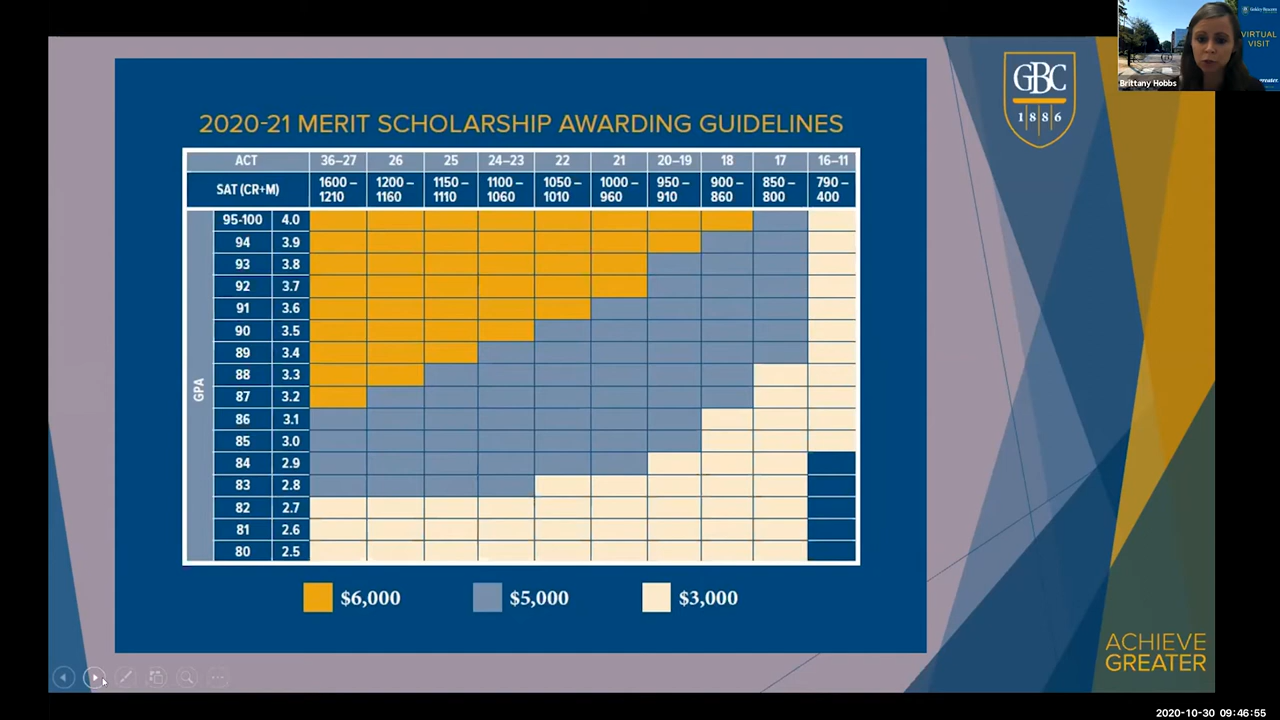 Goldey-Beacom
VIRTUAL
VISIT
Brittany Hobbs
GBC
1886
2020-21 MERIT SCHOLARSHIP AWARDING GUIDELINES
ACT 36–27 26 25 24–23 22 21 20–19 18 17 16–11
SAT (CR+M) 1600 – 1210 1200 – 1160 1150 – 1110 1100 – 1060 1050 – 1010 1000 – 960 950 – 910 900 – 860 850 – 800 790 – 400
GPA
95-100 4.0
94 3.9
93 3.8
92 3.7
91 3.6
90 3.5
89 3.4
88 3.3
87 3.2
86 3.1
85 3.0
84 2.9
83 2.8
82 2.7
81 2.6
80 2.5
$6,000 $5,000 $3,000
ACHIEVE
GREATER
2020-10-30 09:46:55